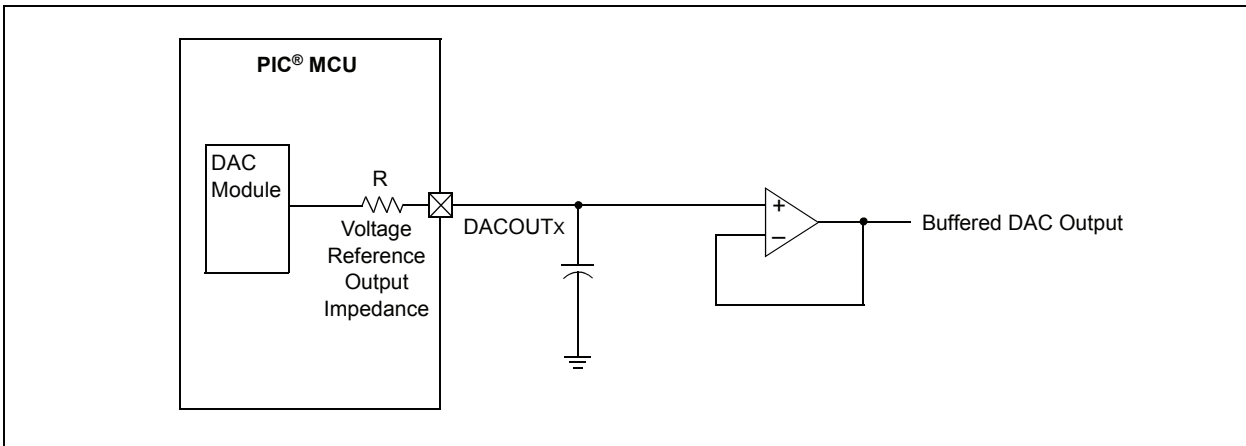 PIC® MCU
DAC
Module
R
Voltage
Reference
Output
Impedance
DACOUTX
+
–
Buffered DAC Output